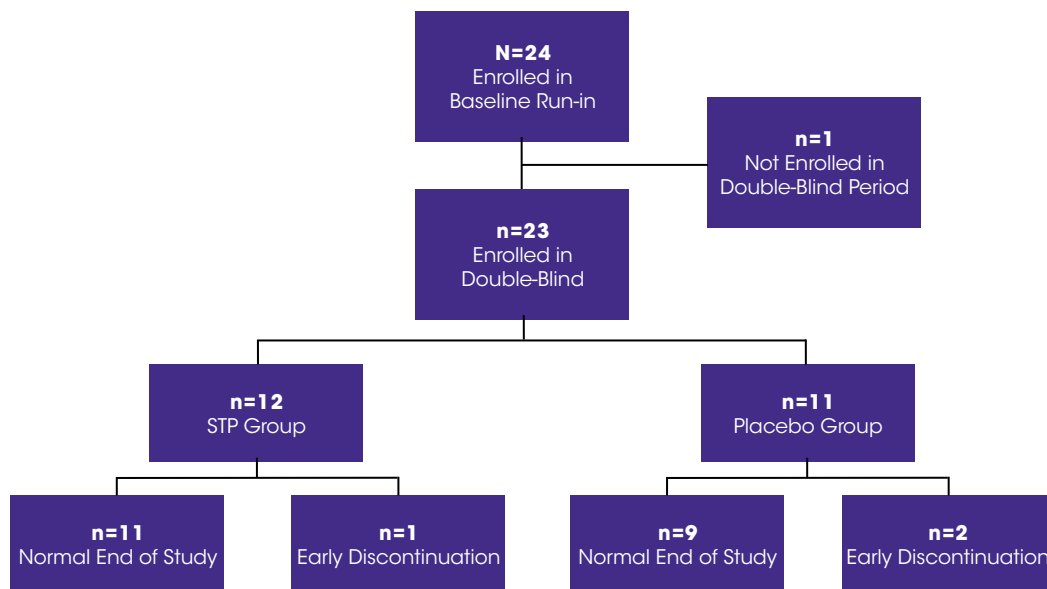 N=24
Enrolled in
Baseline Run-in
n=1
Not Enrolled in
Double-Blind Period
n=23
Enrolled in
Double-Blind
n=12
STP Group
n=11
Placebo Group
n=11
Normal End of Study
n=1
Early Discontinuation
n=9
Normal End of Study
n=2
Early Discontinuation